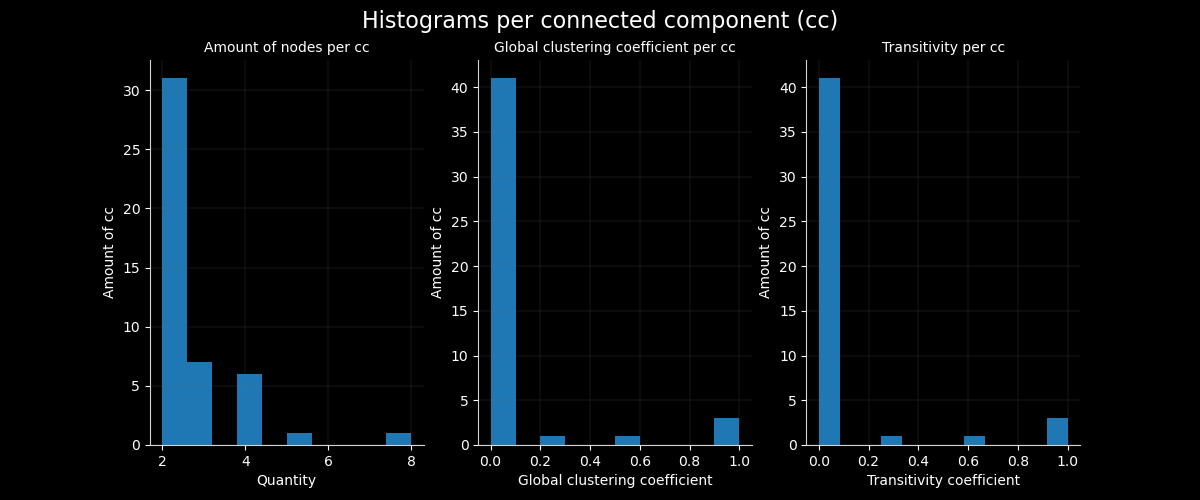 Histograms per connected component (cc)
Amount of nodes per cc
Amount of cc
30
25
20
15
10
5
0
2 4 6 8
Quantity
Global clustering coefficient per cc
Amount of cc
40
35
30
25
20
15
10
5
0
0.0 0.2 0.4 0.6 0.8 1.0
Global clustering coefficient
Transitivity per cc
Amount of cc
40
35
30
25
20
15
10
5
0
0.0 0.2 0.4 0.6 0.8 1.0
Transitivity coefficient